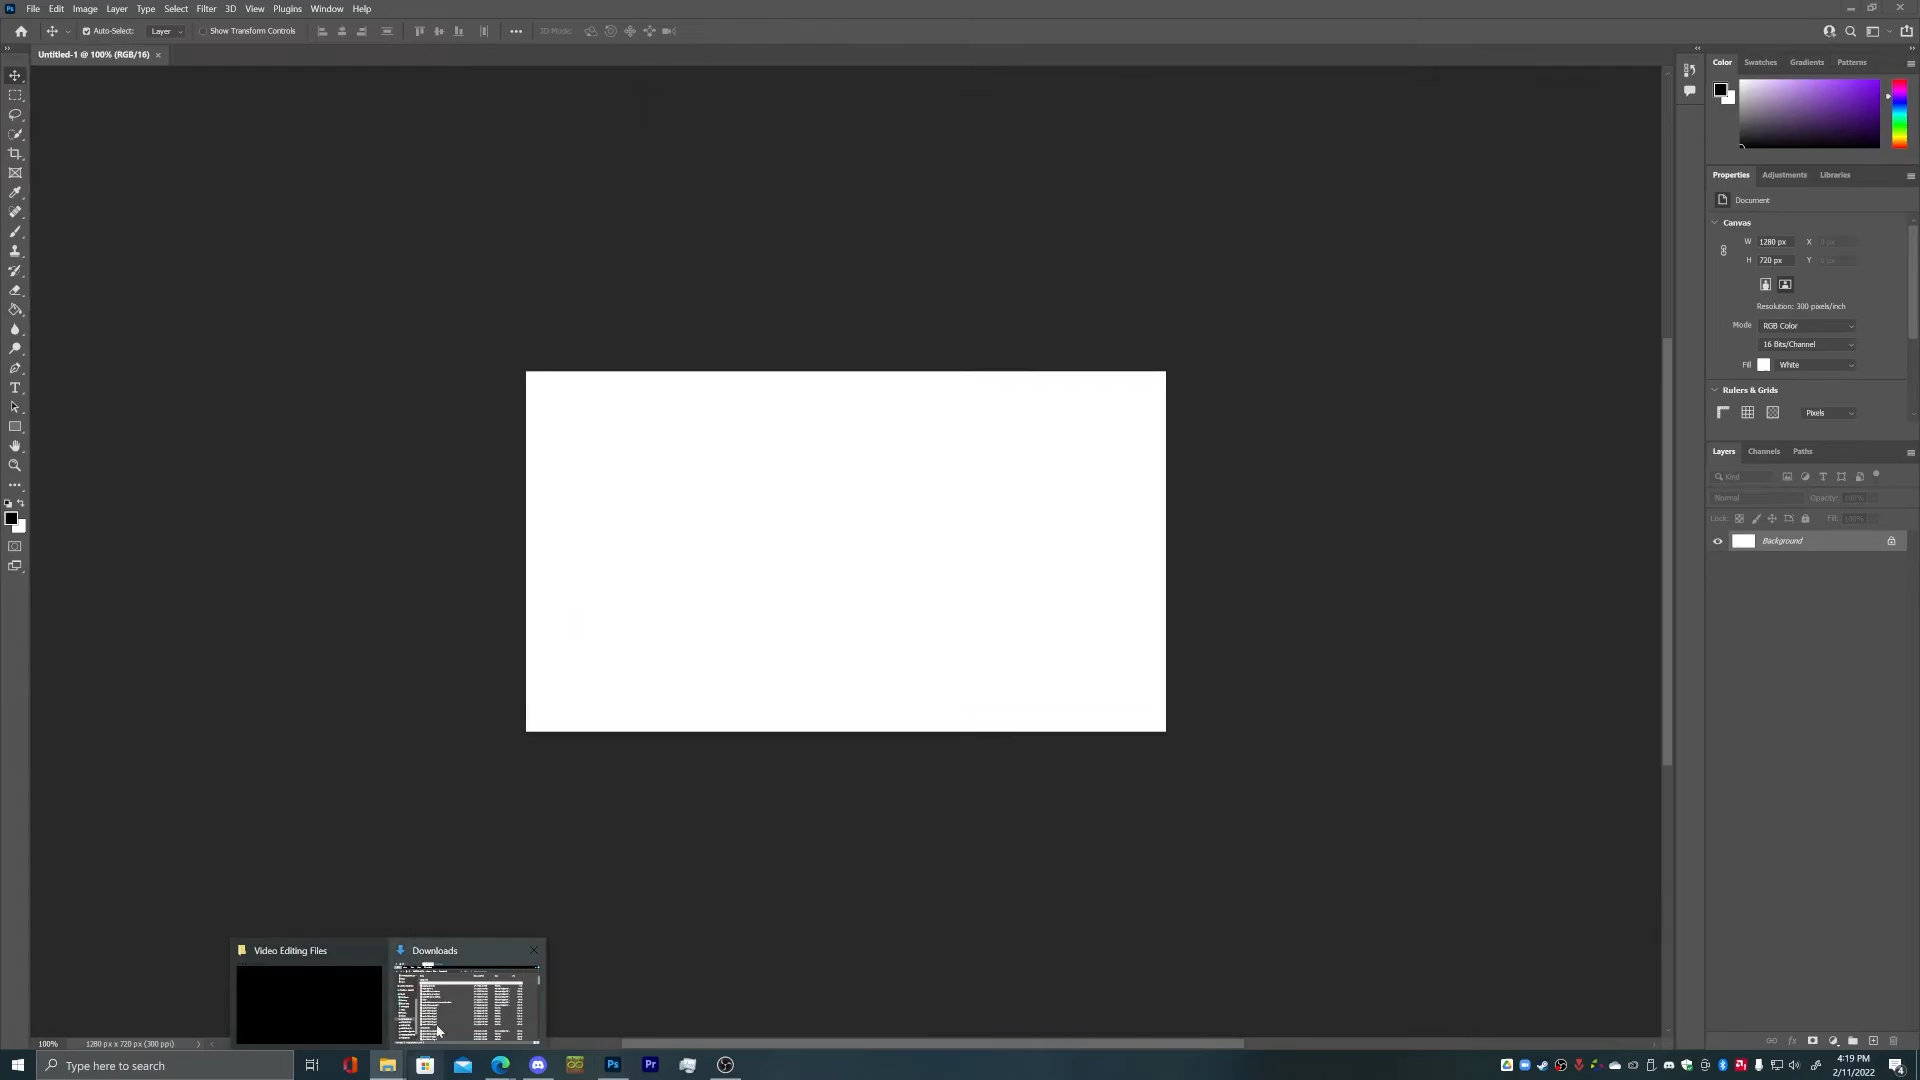 Ps File Edit Image Layer Type Select Filter 3D View Plugins Window Help
Auto-Select: Layer Show Transform Controls 3D Mode:
Untitled-1 @ 100% (RGB/16) ×
Color Swatches Gradients Patterns
Properties Adjustments Libraries
Document
Canvas
W 1280 px X 0 px
H 720 px Y 0 px
Resolution: 300 pixels/inch
Mode RGB Color
16 Bits/Channel
Fill White
Rulers & Grids
Pixels
Layers Channels Paths
Kind
Normal Opacity: 100%
Lock: Fill: 100%
Background
Video Editing Files Downloads
100% 1280 px x 720 px (300 ppi)
Type here to search Ps Pr
4:19 PM
2/11/2022
4